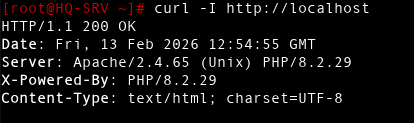 [root@HQ-SRV ~]# curl -I http://localhost
HTTP/1.1 200 OK
Date: Fri, 13 Feb 2026 12:54:55 GMT
Server: Apache/2.4.65 (Unix) PHP/8.2.29
X-Powered-By: PHP/8.2.29
Content-Type: text/html; charset=UTF-8